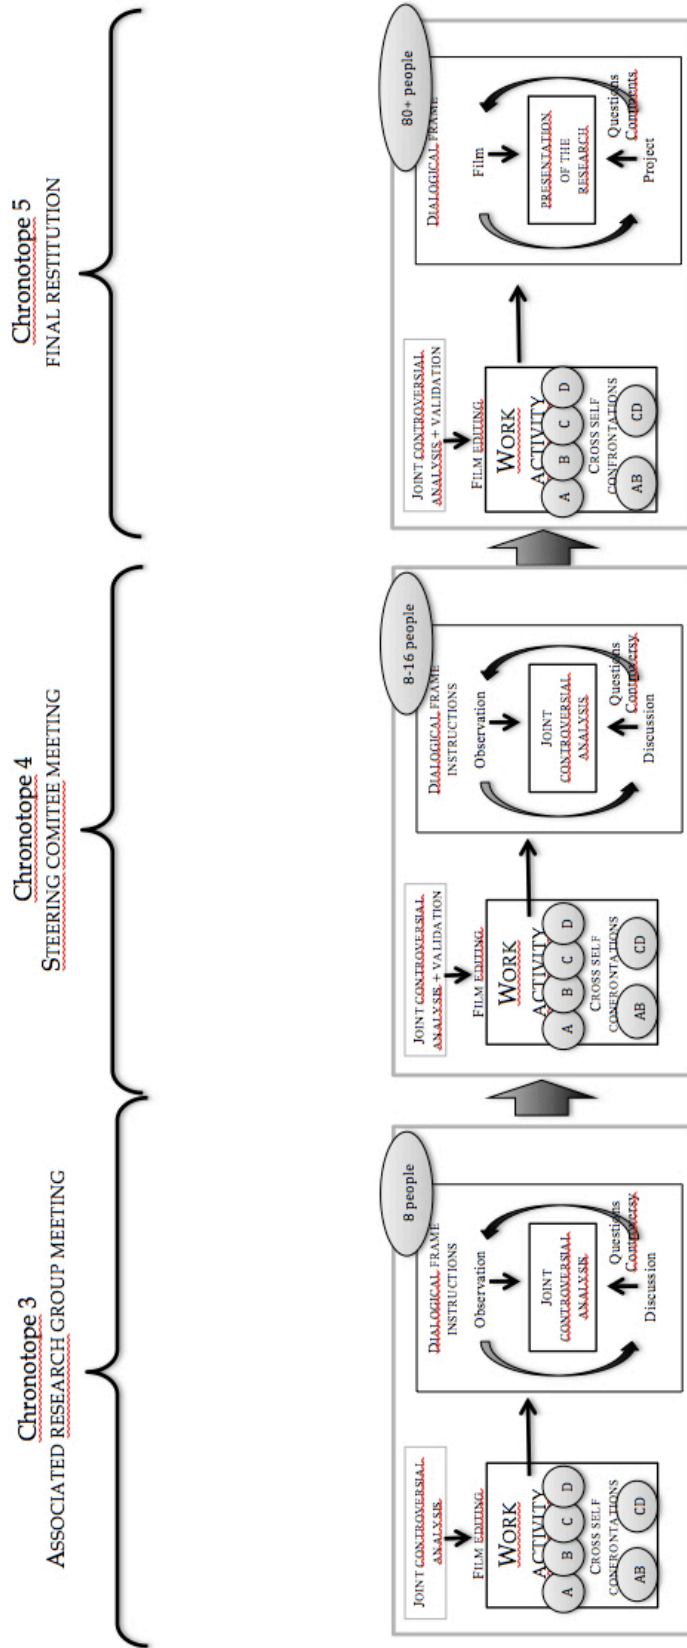 Chronotope 3
ASSOCIATED RESEARCH GROUP MEETING
JOINT CONTROVERSIAL
ANALYSIS
FILM EDITING
WORK
ACTIVITY
A
B
C
D
CROSS SELF
CONFRONTATIONS
AB
CD
8 people
DIALOGICAL FRAME
INSTRUCTIONS
Observation
JOINT
CONTROVERSIAL
ANALYSIS
Questions
Controversy
Discussion
Chronotope 4
STEERING COMITEE MEETING
JOINT CONTROVERSIAL
ANALYSIS + VALIDATION
FILM EDITING
WORK
ACTIVITY
A
B
C
D
CROSS SELF
CONFRONTATIONS
AB
CD
8-16 people
DIALOGICAL FRAME
INSTRUCTIONS
Observation
JOINT
CONTROVERSIAL
ANALYSIS
Questions
Controversy
Discussion
Chronotope 5
FINAL RESTITUTION
JOINT CONTROVERSIAL
ANALYSIS + VALIDATION
FILM EDITING
WORK
ACTIVITY
A
B
C
D
CROSS SELF
CONFRONTATIONS
AB
CD
80+ people
DIALOGICAL FRAME
Film
PRESENTATION
OF THE
RESEARCH
Questions
Comments
Project